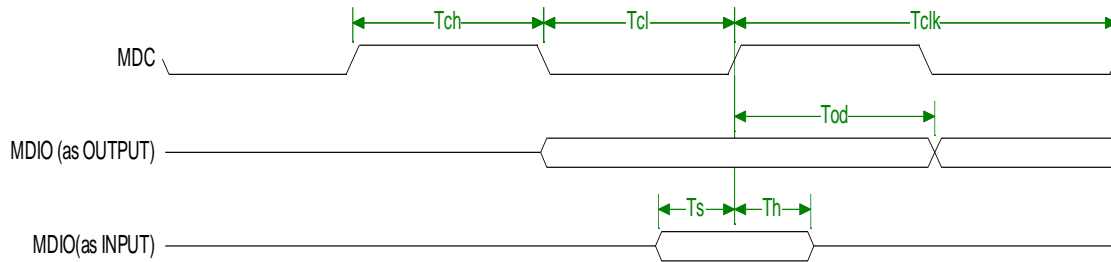 Tch Tcl Tclk
MDC
Tod
MDIO (as OUTPUT)
Ts Th
MDIO(as INPUT)